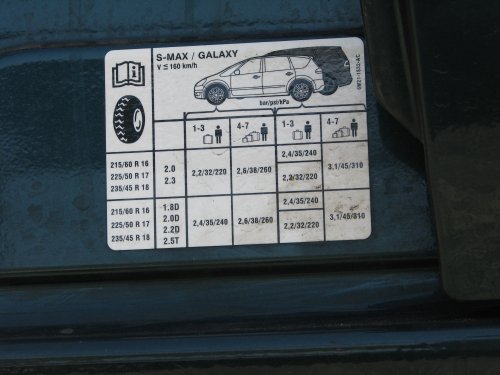 S-MAX / GALAXY
V ≤ 160 km/h
bar/psi/kPa
1-3 4-7 1-3 4-7
215/60 R 16
225/50 R 17
235/45 R 18
2.0
2.3
2,2/32/220 2,6/38/260
2,4/35/240
2,2/32/220
3,1/45/310
215/60 R 16
225/50 R 17
235/45 R 18
1.8D
2.0D
2.2D
2.5T
2,4/35/240 2,6/38/260
2,4/35/240
2,2/32/220
3,1/45/310